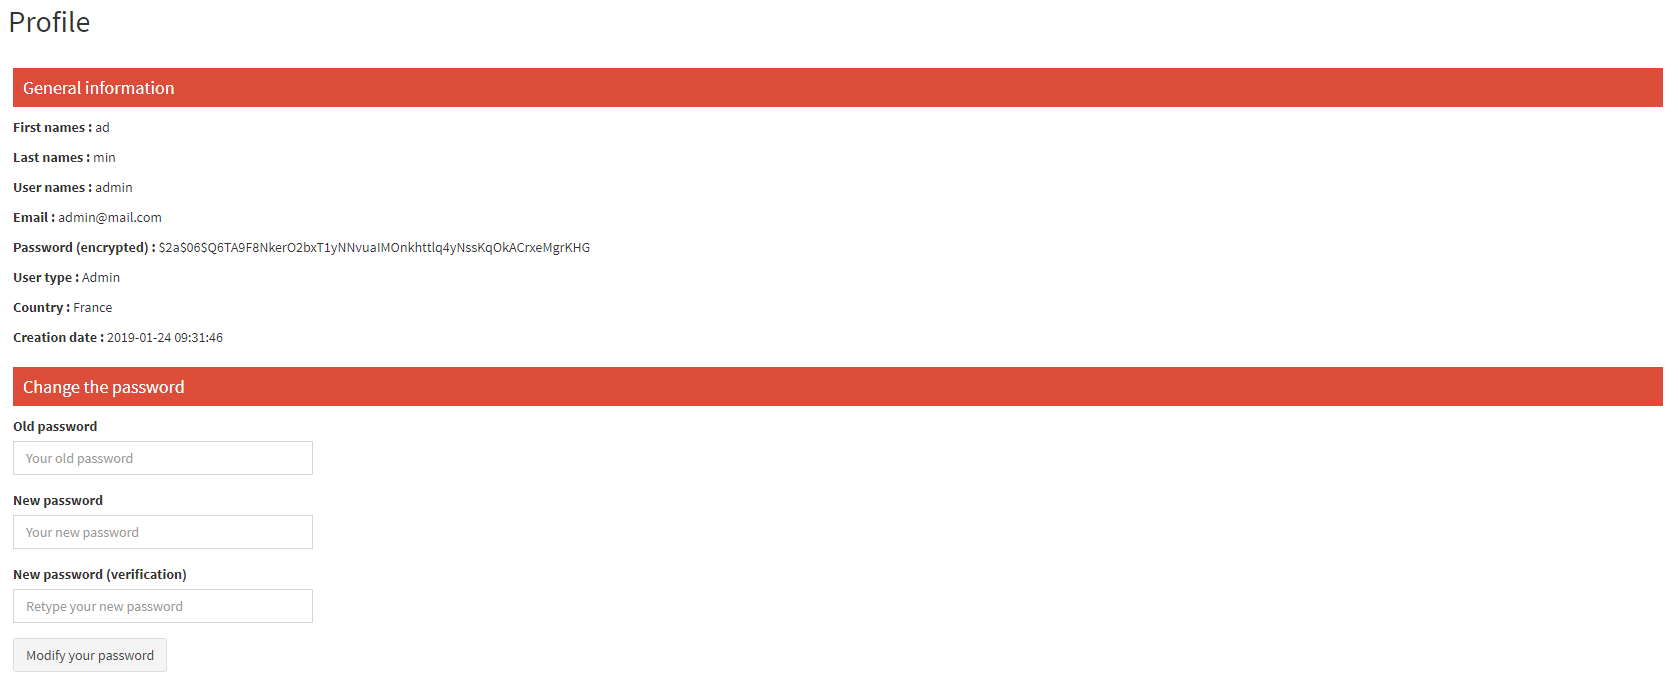 Profile
General information
First names : ad
Last names : min
User names : admin
Email : admin@mail.com
Password (encrypted) : $2a$06$Q6TA9F8NkerO2bxT1yNNvuaIMOnkhttlq4yNssKqOkACrxeMgrKHG
User type : Admin
Country : France
Creation date : 2019-01-24 09:31:46
Change the password
Old password
Your old password
New password
Your new password
New password (verification)
Retype your new password
Modify your password